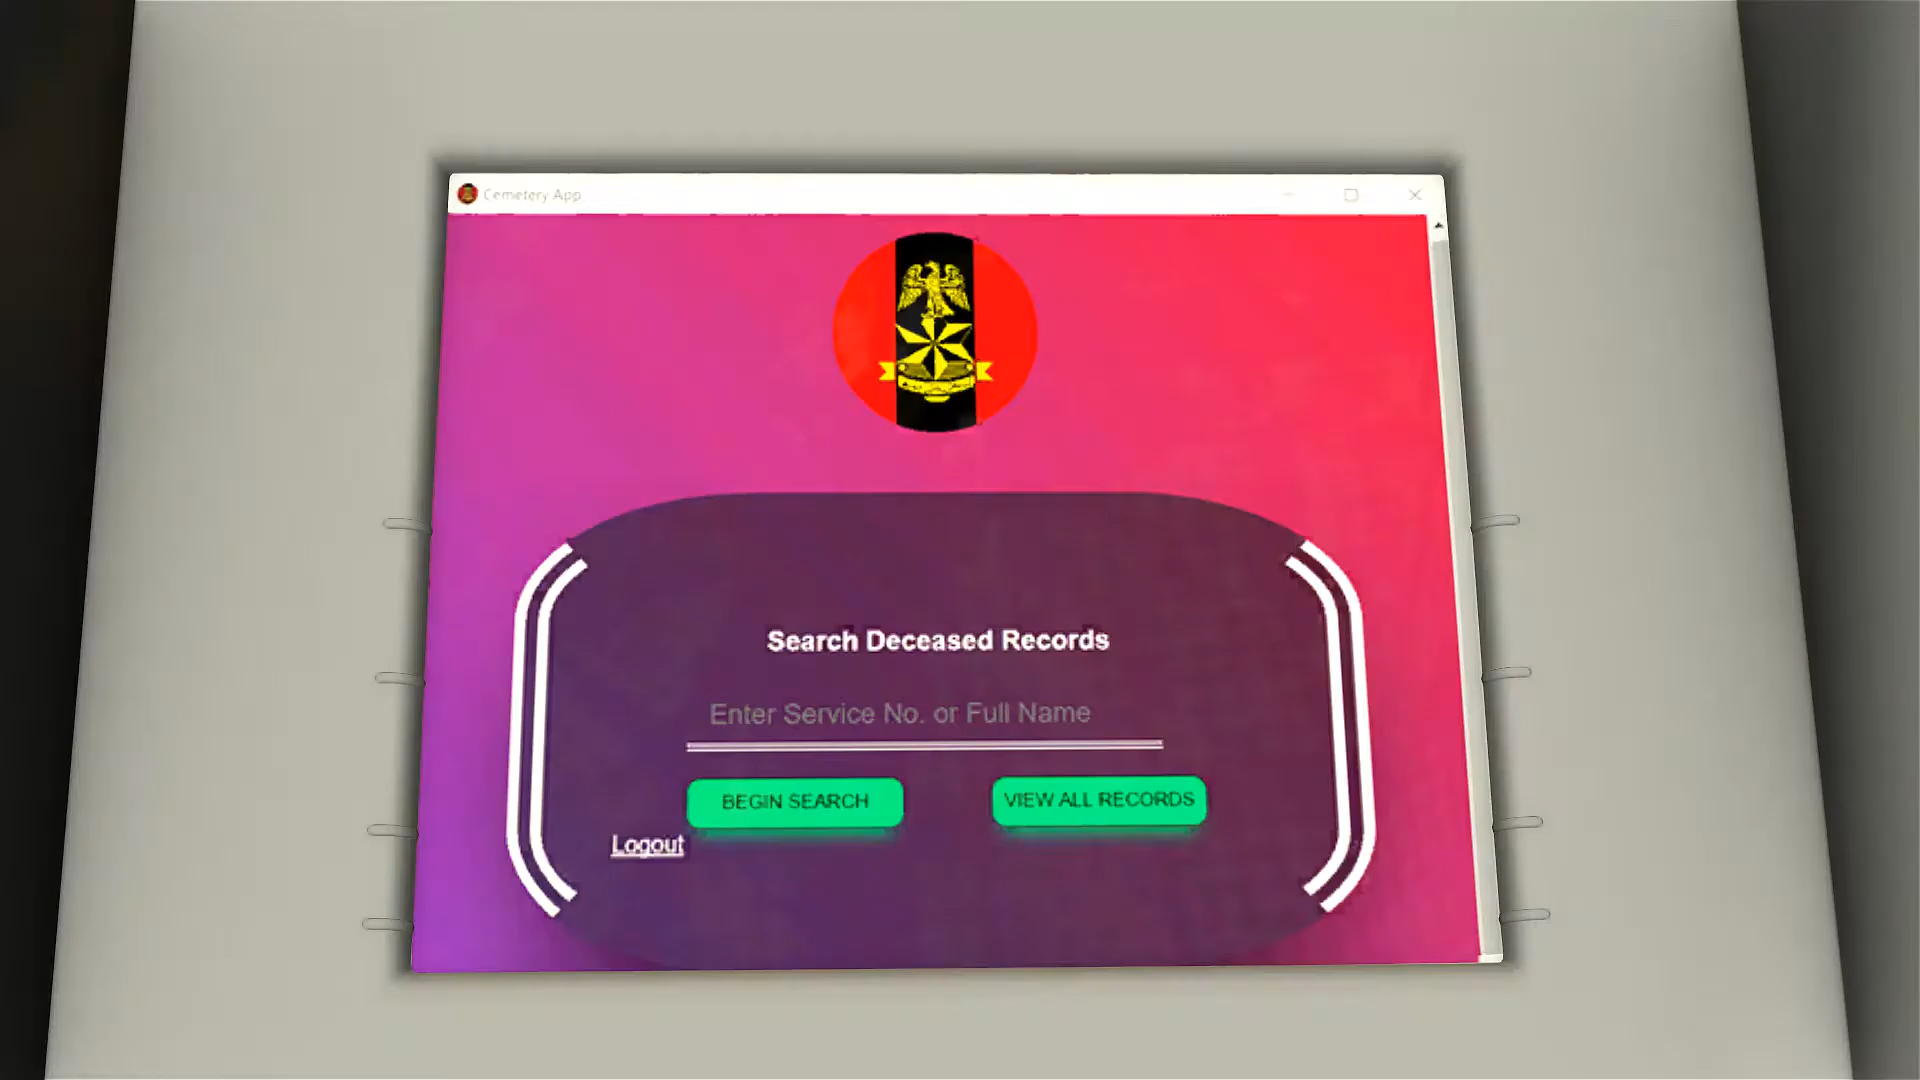 Cemetery App
Search Deceased Records
Enter Service No. or Full Name
BEGIN SEARCH
VIEW ALL RECORDS
Logout